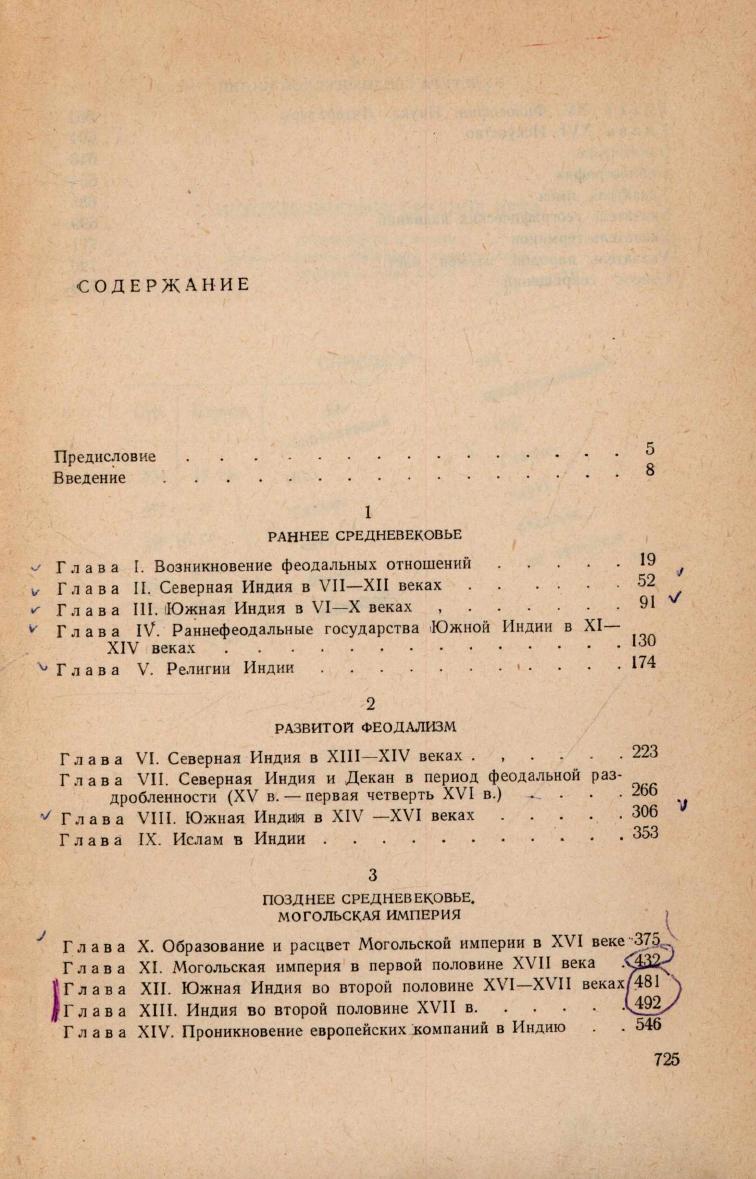 СОДЕРЖАНИЕ
Предисловие . . . . . . . . . . . . . . 5
Введение . . . . . . . . . . . . . . . 8
1
РАННЕЕ СРЕДНЕВЕКОВЬЕ
Глава I. Возникновение феодальных отношений . . . . . 19
Глава II. Северная Индия в VII—XII веках . . . . . . 52
Глава III. Южная Индия в VI—X веках , . . . . . . 91
Глава IV. Раннефеодальные государства Южной Индии в XI—
XIV веках . . . . . . . . . . . . . 130
Глава V. Религии Индии . . . . . . . . . . 174
2
РАЗВИТОЙ ФЕОДАЛИЗМ
Глава VI. Северная Индия в XIII—XIV веках . , . . . . 223
Глава VII. Северная Индия и Декан в период феодальной раз-
дробленности (XV в. — первая четверть XVI в.) . . . . 266
Глава VIII. Южная Индия в XIV —XVI веках . . . . . 306
Глава IX. Ислам в Индии . . . . . . . . . . 353
3
ПОЗДНЕЕ СРЕДНЕВЕКОВЬЕ.
МОГОЛЬСКАЯ ИМПЕРИЯ
Глава X. Образование и расцвет Могольской империи в XVI веке 375
Глава XI. Могольская империя в первой половине XVII века . 432
Глава XII. Южная Индия во второй половине XVI—XVII веках 481
Глава XIII. Индия во второй половине XVII в. . . . . . 492
Глава XIV. Проникновение европейских компаний в Индию . . 546
725